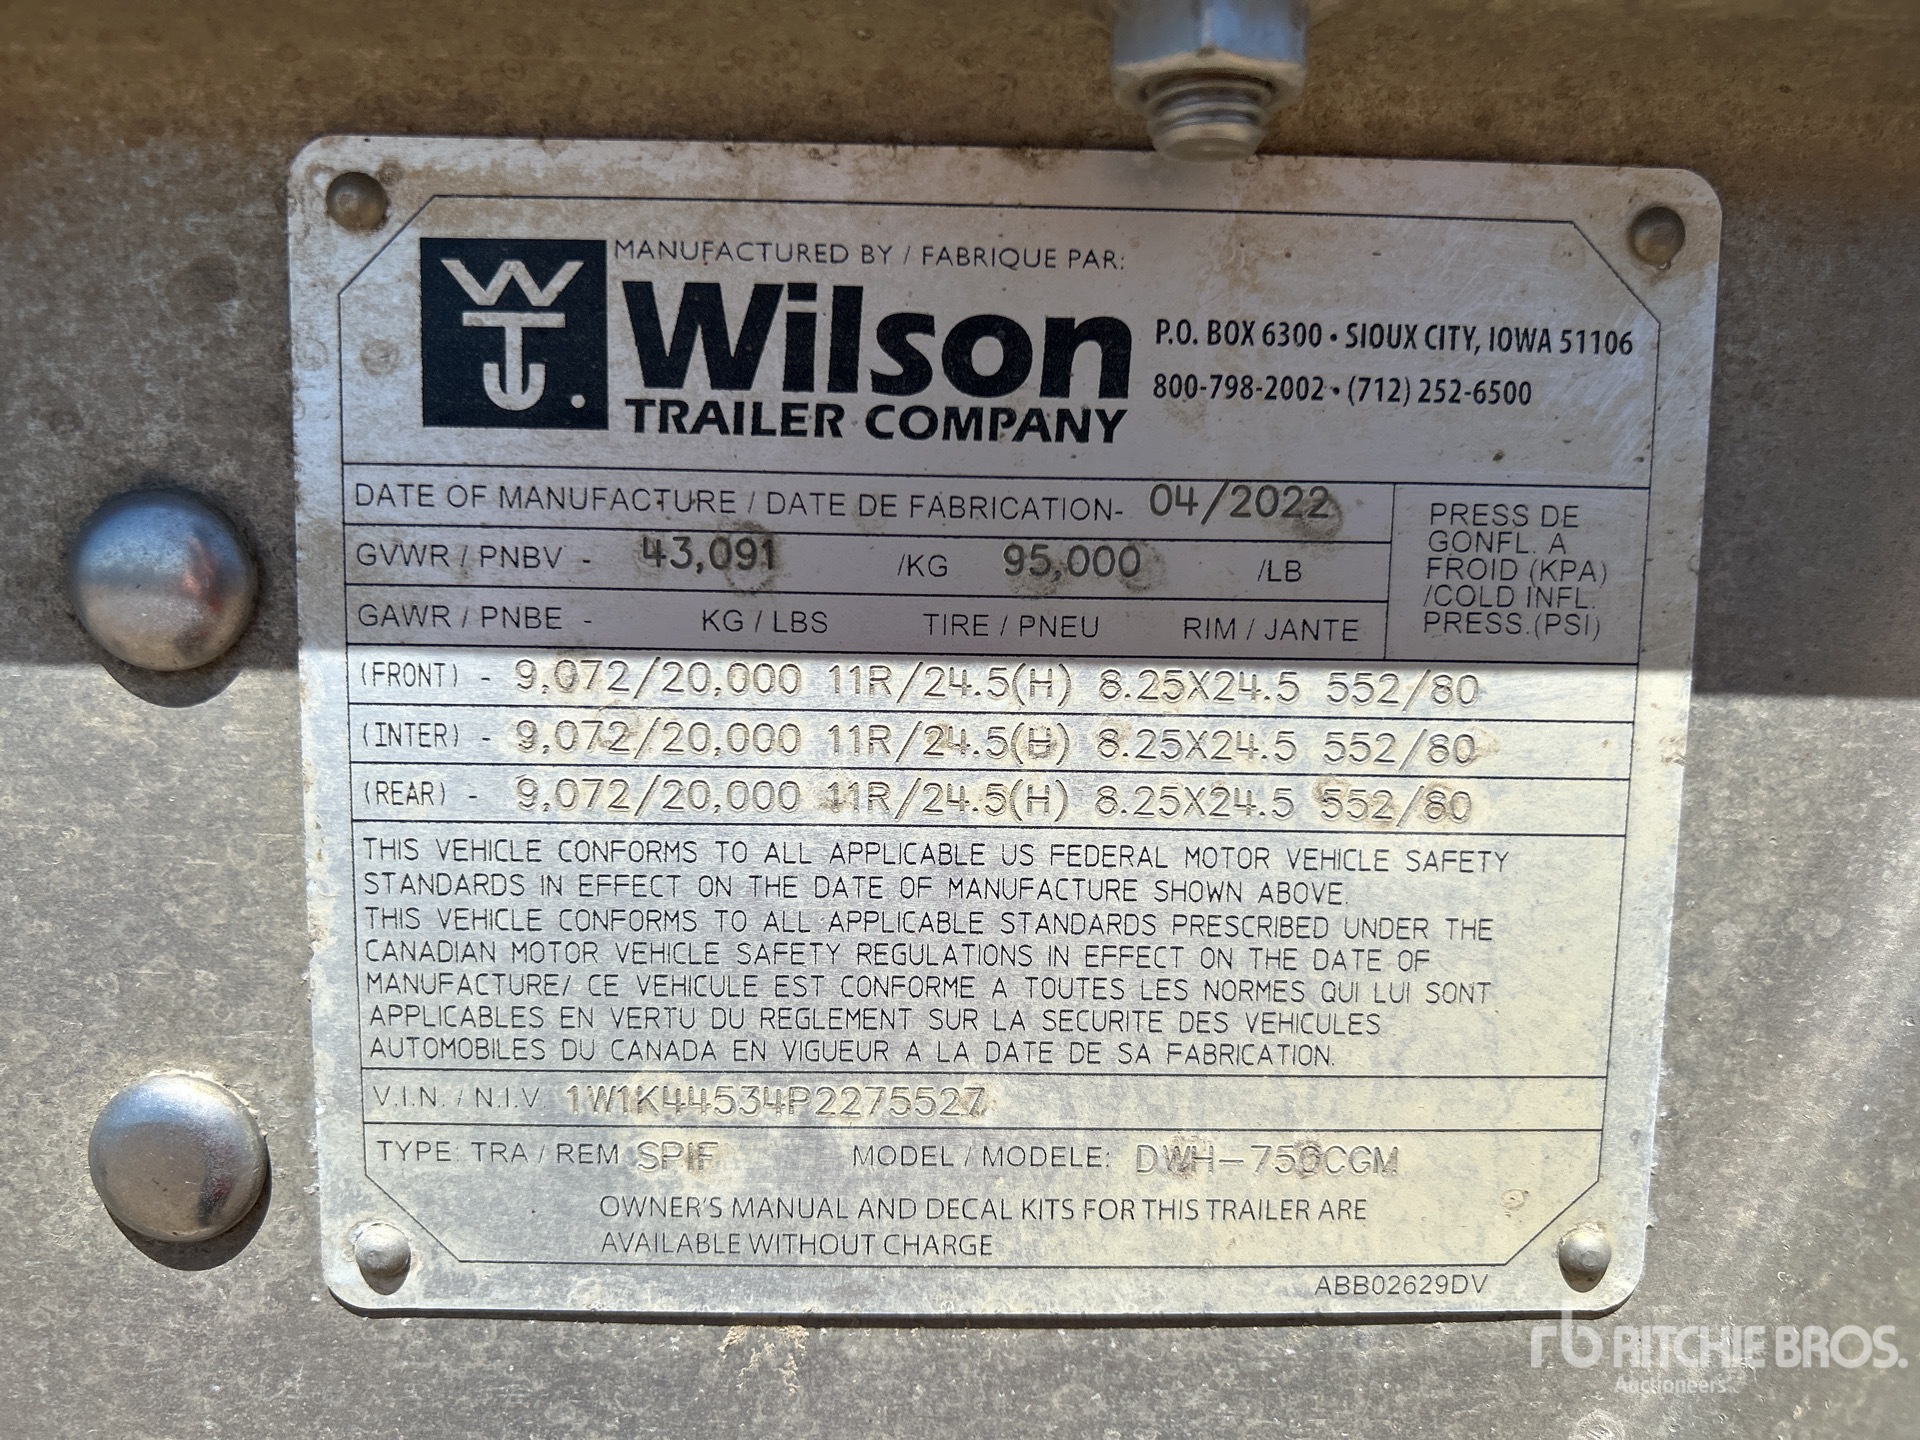 MANUFACTURED BY / FABRIQUE PAR:
WT.
Wilson
TRAILER COMPANY
P.O. BOX 6300 • SIOUX CITY, IOWA 51106
800-798-2002 • (712) 252-6500
DATE OF MANUFACTURE / DATE DE FABRICATION- 04/2022
GVWR / PNBV - 43,091 /KG 95,000 /LB
GAWR / PNBE - KG / LBS TIRE / PNEU RIM / JANTE
PRESS DE
GONFL. A
FROID (KPA)
/COLD INFL.
PRESS.(PSI)
(FRONT) - 9,072/20,000 11R/24.5(H) 8.25X24.5 552/80
(INTER) - 9,072/20,000 11R/24.5(H) 8.25X24.5 552/80
(REAR) - 9,072/20,000 11R/24.5(H) 8.25X24.5 552/80
THIS VEHICLE CONFORMS TO ALL APPLICABLE US FEDERAL MOTOR VEHICLE SAFETY
STANDARDS IN EFFECT ON THE DATE OF MANUFACTURE SHOWN ABOVE.
THIS VEHICLE CONFORMS TO ALL APPLICABLE STANDARDS PRESCRIBED UNDER THE
CANADIAN MOTOR VEHICLE SAFETY REGULATIONS IN EFFECT ON THE DATE OF
MANUFACTURE/ CE VEHICULE EST CONFORME A TOUTES LES NORMES QUI LUI SONT
APPLICABLES EN VERTU DU REGLEMENT SUR LA SECURITE DES VEHICULES
AUTOMOBILES DU CANADA EN VIGUEUR A LA DATE DE SA FABRICATION.
V.I.N. / N.I.V. 1W1K44534P2275527
TYPE: TRA / REM SPIF MODEL / MODELE: DWH-750CGM
OWNER'S MANUAL AND DECAL KITS FOR THIS TRAILER ARE
AVAILABLE WITHOUT CHARGE
ABB02629DV
rb RITCHIE BROS.
Auctioneers